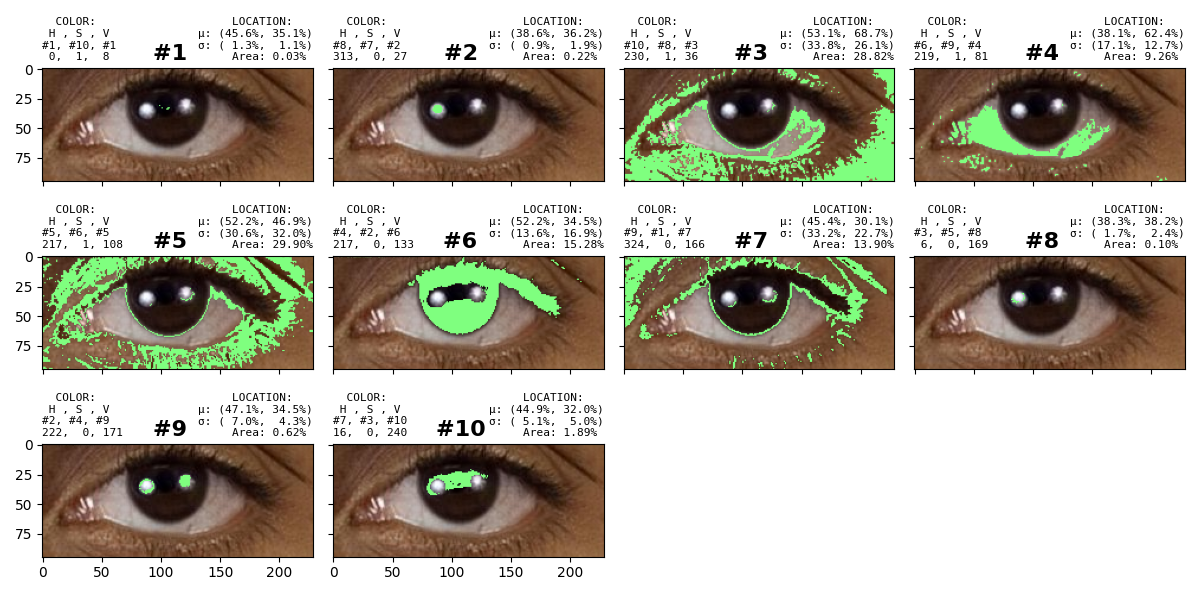 COLOR: LOCATION:
H , S , V μ: (45.6%, 35.1%)
#1, #10, #1 #1 σ: ( 1.3%, 1.1%)
0, 1, 8 Area: 0.03%
COLOR: LOCATION:
H , S , V μ: (38.6%, 36.2%)
#8, #7, #2 #2 σ: ( 0.9%, 1.9%)
313, 0, 27 Area: 0.22%
COLOR: LOCATION:
H , S , V μ: (53.1%, 68.7%)
#10, #8, #3 #3 σ: (33.8%, 26.1%)
230, 1, 36 Area: 28.82%
COLOR: LOCATION:
H , S , V μ: (38.1%, 62.4%)
#6, #9, #4 #4 σ: (17.1%, 12.7%)
219, 1, 81 Area: 9.26%
0
25
50
75
COLOR: LOCATION:
H , S , V μ: (52.2%, 46.9%)
#5, #6, #5 #5 σ: (30.6%, 32.0%)
217, 1, 108 Area: 29.90%
COLOR: LOCATION:
H , S , V μ: (52.2%, 34.5%)
#4, #2, #6 #6 σ: (13.6%, 16.9%)
217, 0, 133 Area: 15.28%
COLOR: LOCATION:
H , S , V μ: (45.4%, 30.1%)
#9, #1, #7 #7 σ: (33.2%, 22.7%)
324, 0, 166 Area: 13.90%
COLOR: LOCATION:
H , S , V μ: (38.3%, 38.2%)
#3, #5, #8 #8 σ: ( 1.7%, 2.4%)
6, 0, 169 Area: 0.10%
0
25
50
75
COLOR: LOCATION:
H , S , V μ: (47.1%, 34.5%)
#2, #4, #9 #9 σ: ( 7.0%, 4.3%)
222, 0, 171 Area: 0.62%
COLOR: LOCATION:
H , S , V μ: (44.9%, 32.0%)
#7, #3, #10 #10 σ: ( 5.1%, 5.0%)
16, 0, 240 Area: 1.89%
0
25
50
75
0 50 100 150 200
0 50 100 150 200